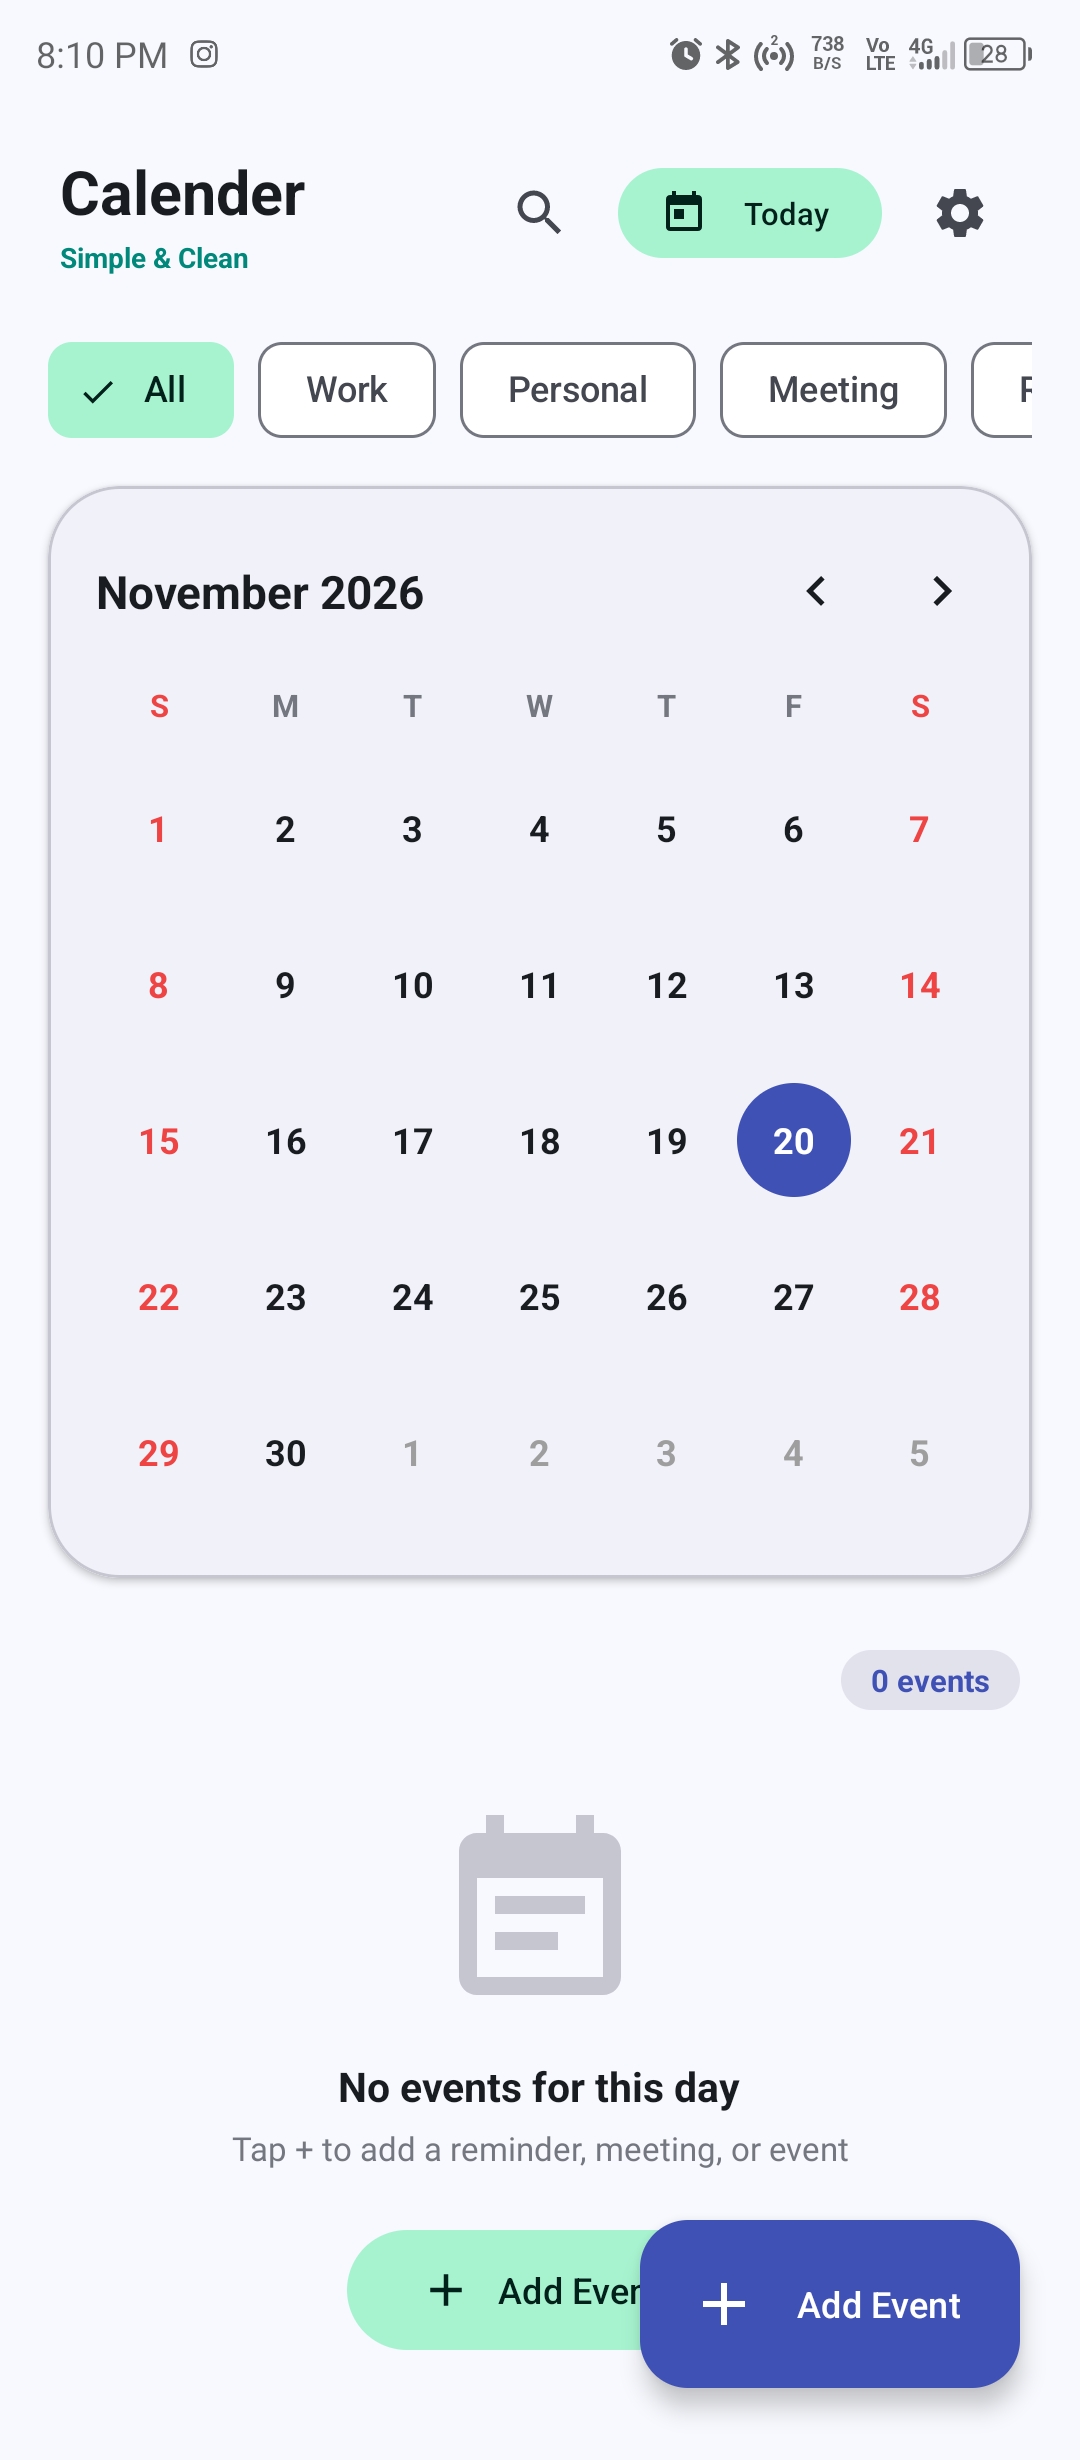 8:10 PM 2 738 B/S Vo LTE 4G 28
Calender
Simple & Clean
Today
All Work Personal Meeting
November 2026
S M T W T F S
1 2 3 4 5 6 7
8 9 10 11 12 13 14
15 16 17 18 19 20 21
22 23 24 25 26 27 28
29 30 1 2 3 4 5
0 events
No events for this day
Tap + to add a reminder, meeting, or event
Add Even
Add Event